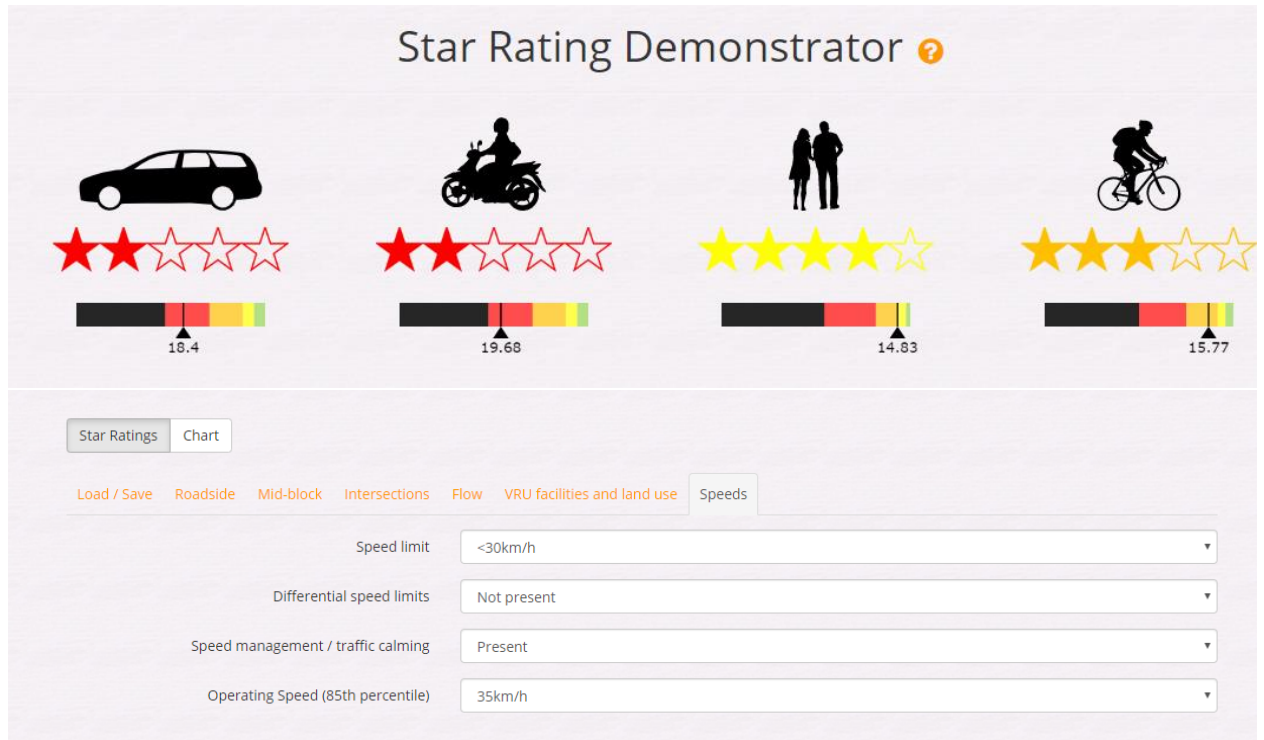 Star Rating Demonstrator ?
18.4 19.68 14.83 15.77
Star Ratings Chart
Load / Save Roadside Mid-block Intersections Flow VRU facilities and land use Speeds
Speed limit <30km/h
Differential speed limits Not present
Speed management / traffic calming Present
Operating Speed (85th percentile) 35km/h